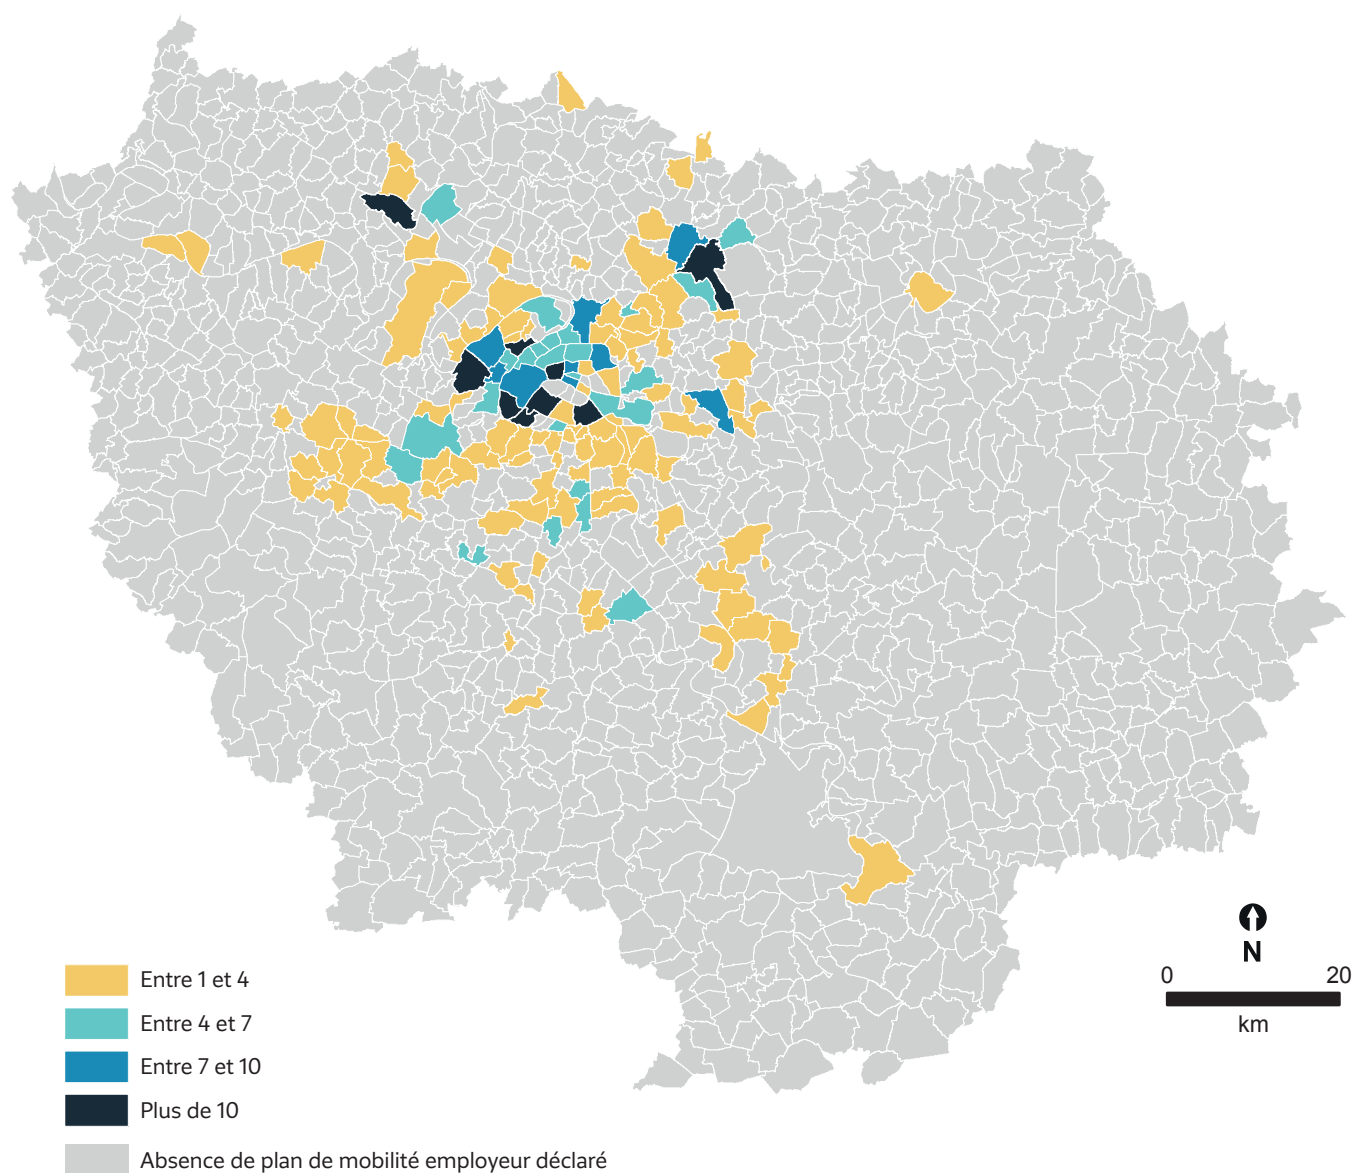 Entre 1 et 4
Entre 4 et 7
Entre 7 et 10
Plus de 10
Absence de plan de mobilité employeur déclaré
N
0 20
km